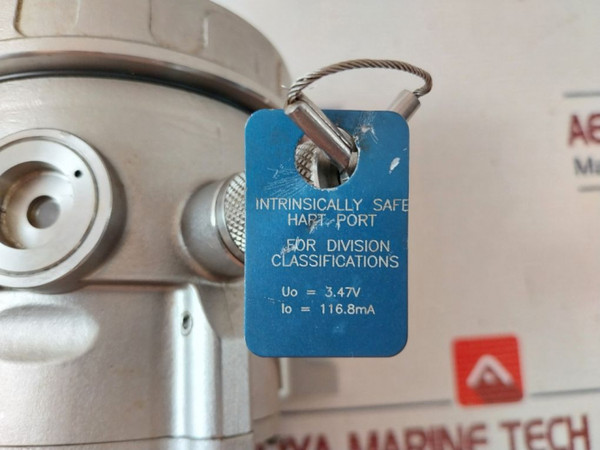 INTRINSICALLY SAFE
HART PORT
FOR DIVISION
CLASSIFICATIONS
Uo = 3.47V
Io = 116.8mA
MARINE TECH